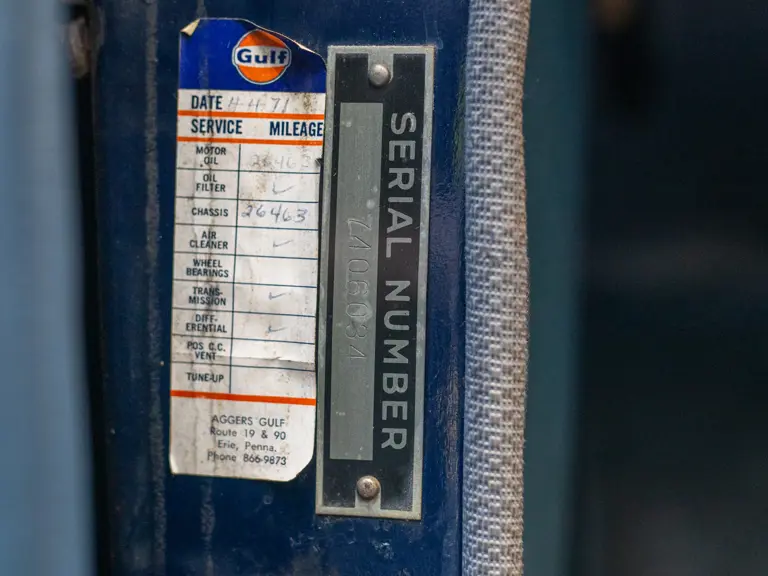 Gulf
DATE 4-4-71
SERVICE MILEAGE
MOTOR OIL 26463
OIL FILTER ✓
CHASSIS 26463
AIR CLEANER ✓
WHEEL BEARINGS
TRANS- MISSION ✓
DIFF- ERENTIAL ✓
POS C.C. VENT
TUNE-UP
AGGERS GULF
Route 19 & 90
Erie, Penna.
Phone 866-9873
SERIAL NUMBER